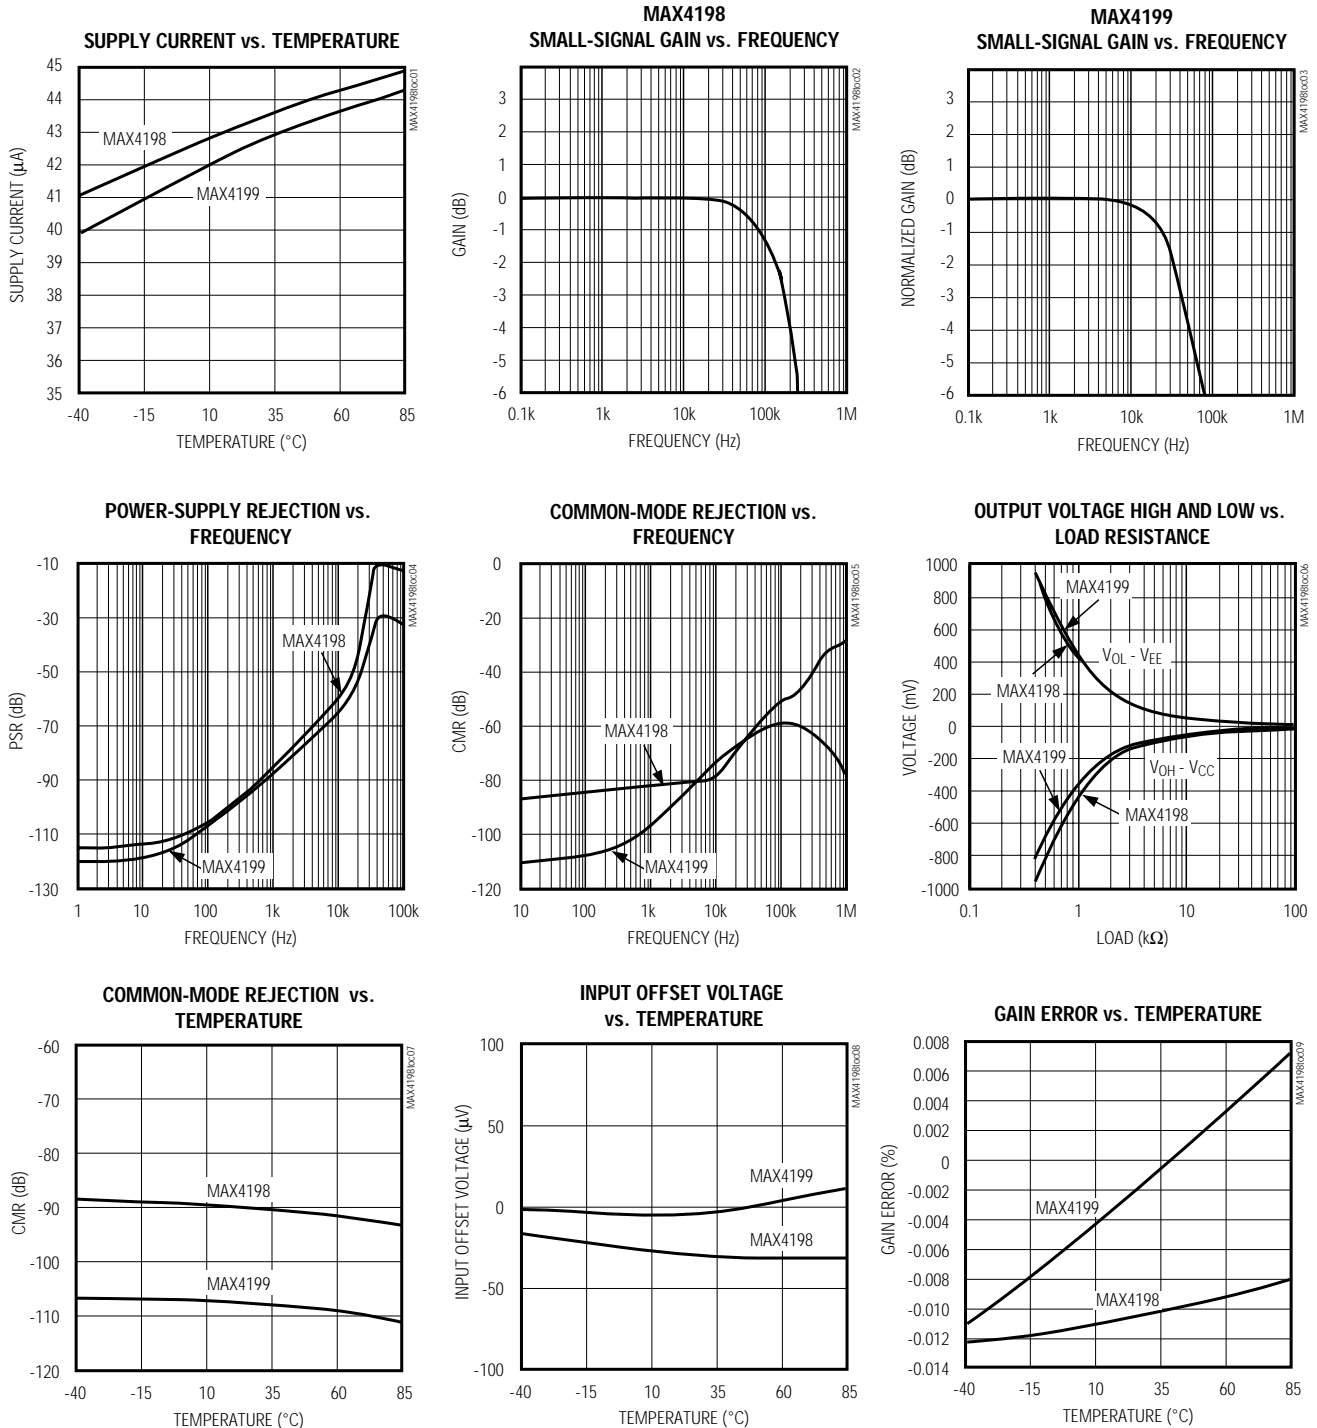 SUPPLY CURRENT vs. TEMPERATURE
45
44
43
42
41
40
39
38
37
36
35
-40 -15 10 35 60 85
SUPPLY CURRENT (μA)
TEMPERATURE (°C)
MAX4198
MAX4199
MAX4198toc01
MAX4198
SMALL-SIGNAL GAIN vs. FREQUENCY
3
2
1
0
-1
-2
-3
-4
-5
-6
0.1k 1k 10k 100k 1M
GAIN (dB)
FREQUENCY (Hz)
MAX4198toc02
MAX4199
SMALL-SIGNAL GAIN vs. FREQUENCY
3
2
1
0
-1
-2
-3
-4
-5
-6
0.1k 1k 10k 100k 1M
NORMALIZED GAIN (dB)
FREQUENCY (Hz)
MAX4198toc03
POWER-SUPPLY REJECTION vs.
FREQUENCY
-10
-30
-50
-70
-90
-110
-130
1 10 100 1k 10k 100k
PSR (dB)
FREQUENCY (Hz)
MAX4198
MAX4199
MAX4198toc04
COMMON-MODE REJECTION vs.
FREQUENCY
0
-20
-40
-60
-80
-100
-120
10 100 1k 10k 100k 1M
CMR (dB)
FREQUENCY (Hz)
MAX4198
MAX4199
MAX4198toc05
OUTPUT VOLTAGE HIGH AND LOW vs.
LOAD RESISTANCE
1000
800
600
400
200
0
-200
-400
-600
-800
-1000
0.1 1 10 100
VOLTAGE (mV)
LOAD (kΩ)
MAX4199
VOL - VEE
MAX4198
MAX4199
VOH - VCC
MAX4198
MAX4198toc06
COMMON-MODE REJECTION vs.
TEMPERATURE
-60
-70
-80
-90
-100
-110
-120
-40 -15 10 35 60 85
CMR (dB)
TEMPERATURE (°C)
MAX4198
MAX4199
MAX4198toc07
INPUT OFFSET VOLTAGE
vs. TEMPERATURE
100
50
0
-50
-100
-40 -15 10 35 60 85
INPUT OFFSET VOLTAGE (μV)
TEMPERATURE (°C)
MAX4199
MAX4198
MAX4198toc08
GAIN ERROR vs. TEMPERATURE
0.008
0.006
0.004
0.002
0
-0.002
-0.004
-0.006
-0.008
-0.010
-0.012
-0.014
-40 -15 10 35 60 85
GAIN ERROR (%)
TEMPERATURE (°C)
MAX4199
MAX4198
MAX4198toc09